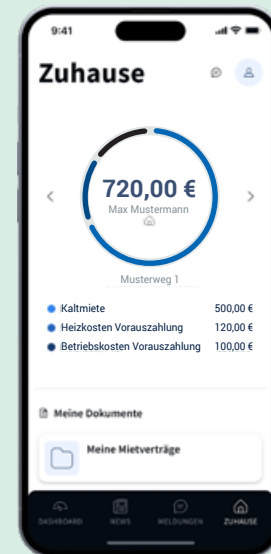 9:41
Zuhause
720,00 €
Max Mustermann
Musterweg 1
Kaltmiete 500,00 €
Heizkosten Vorauszahlung 120,00 €
Betriebskosten Vorauszahlung 100,00 €
Meine Dokumente
Meine Mietverträge
DASHBOARD NEWS MELDUNGEN ZUHAUSE